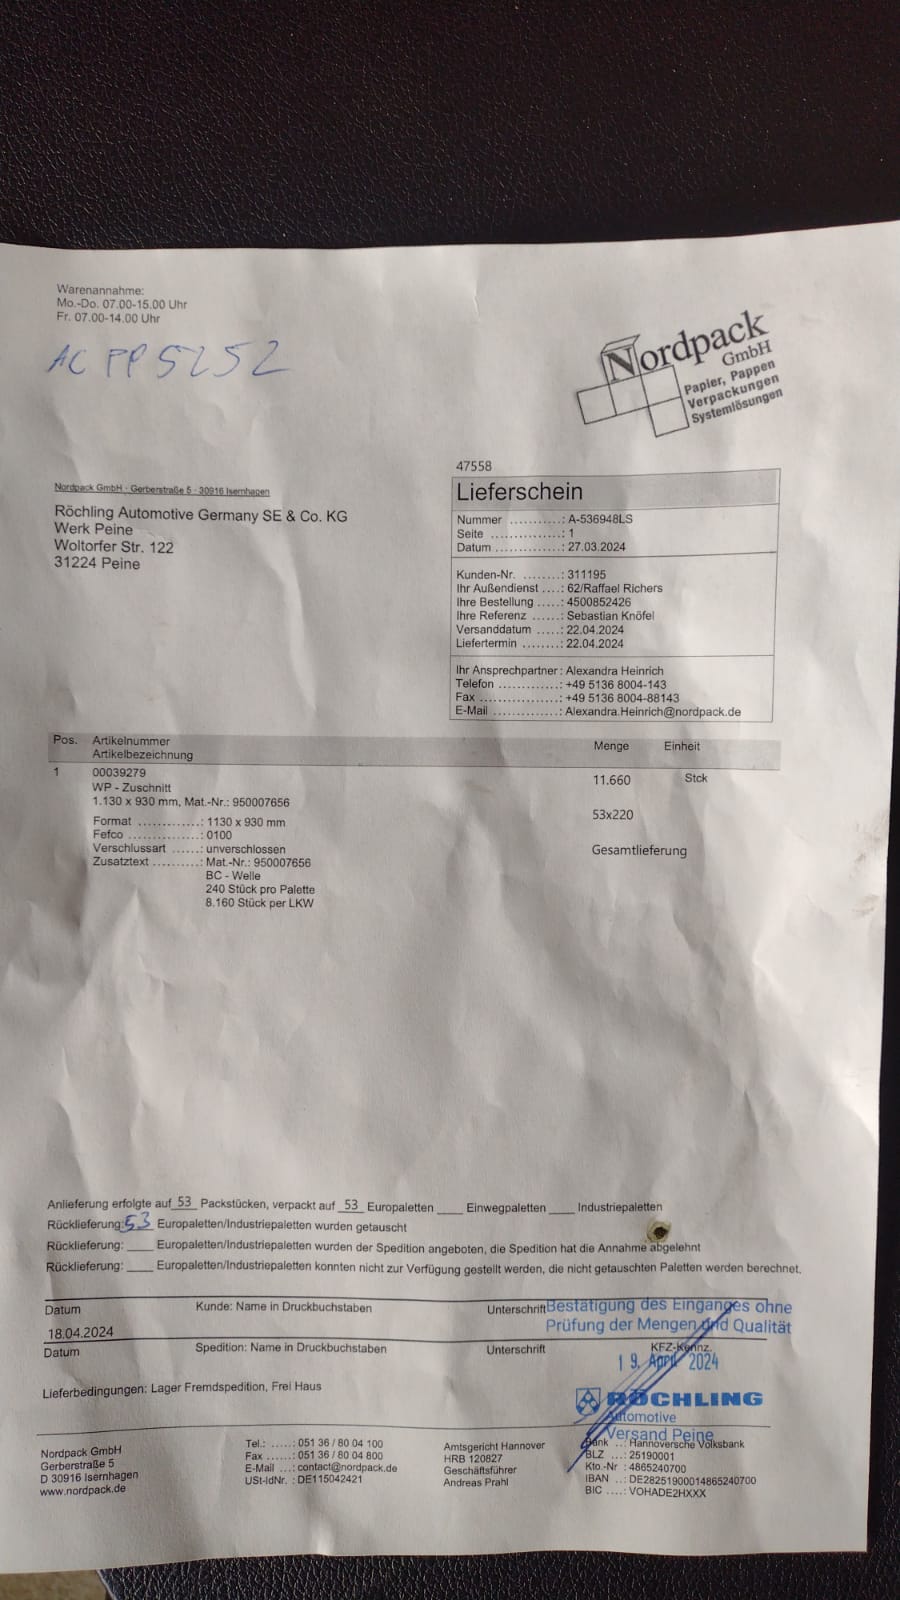 Warenannahme:
Mo.-Do. 07.00-15.00 Uhr
Fr. 07.00-14.00 Uhr
AC FP 5252
Nordpack
GmbH
Papier, Pappen
Verpackungen
Systemlösungen
47558
Lieferschein
Nummer ...........: A-536948LS
Seite ..............: 1
Datum .............: 27.03.2024
Nordpack GmbH - Gerberstraße 5 - 30916 Isernhagen
Röchling Automotive Germany SE & Co. KG
Werk Peine
Woltorfer Str. 122
31224 Peine
Kunden-Nr. ........: 311195
Ihr Außendienst ....: 62/Raffael Richers
Ihre Bestellung .....: 4500852426
Ihre Referenz ......: Sebastian Knöfel
Versanddatum .....: 22.04.2024
Liefertermin ........: 22.04.2024
Ihr Ansprechpartner : Alexandra Heinrich
Telefon .............: +49 5136 8004-143
Fax .................: +49 5136 8004-88143
E-Mail ..............: Alexandra.Heinrich@nordpack.de
Pos. Artikelnummer Menge Einheit
Artikelbezeichnung
1 00039279 11.660 Stck
WP - Zuschnitt
1.130 x 930 mm, Mat.-Nr.: 950007656
Format .............: 1130 x 930 mm 53x220
Fefco ..............: 0100
Verschlussart ......: unverschlossen Gesamtlieferung
Zusatztext ..........: Mat.-Nr.: 950007656
BC - Welle
240 Stück pro Palette
8.160 Stück per LKW
Anlieferung erfolgte auf 53 Packstücken, verpackt auf 53 Europaletten ____ Einwegpaletten ____ Industriepaletten
Rücklieferung: 53 Europaletten/Industriepaletten wurden getauscht
Rücklieferung: ____ Europaletten/Industriepaletten wurden der Spedition angeboten, die Spedition hat die Annahme abgelehnt
Rücklieferung: ____ Europaletten/Industriepaletten konnten nicht zur Verfügung gestellt werden, die nicht getauschten Paletten werden berechnet.
Datum Kunde: Name in Druckbuchstaben Unterschrift
Bestätigung des Einganges ohne
Prüfung der Mengen und Qualität
18.04.2024
Datum Spedition: Name in Druckbuchstaben Unterschrift KFZ-Kennz.
19. April 2024
Lieferbedingungen: Lager Fremdspedition, Frei Haus
RÖCHLING
Automotive
Versand Peine
Nordpack GmbH
Gerberstraße 5
D 30916 Isernhagen
www.nordpack.de
Tel.: .....: 051 36 / 80 04 100
Fax ......: 051 36 / 80 04 800
E-Mail ...: contact@nordpack.de
USt-IdNr. : DE115042421
Amtsgericht Hannover
HRB 120827
Geschäftsführer
Andreas Prahl
Bank ..: Hannoversche Volksbank
BLZ ...: 25190001
Kto.-Nr : 4865240700
IBAN ..: DE28251900014865240700
BIC ....: VOHADE2HXXX